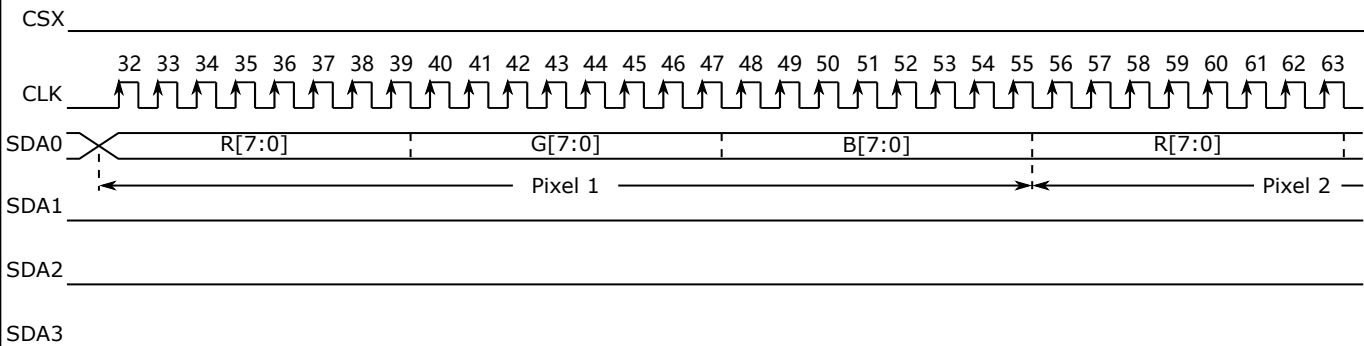 CSX
32 33 34 35 36 37 38 39 40 41 42 43 44 45 46 47 48 49 50 51 52 53 54 55 56 57 58 59 60 61 62 63
CLK
SDA0 R[7:0] G[7:0] B[7:0] R[7:0]
Pixel 1 Pixel 2
SDA1
SDA2
SDA3